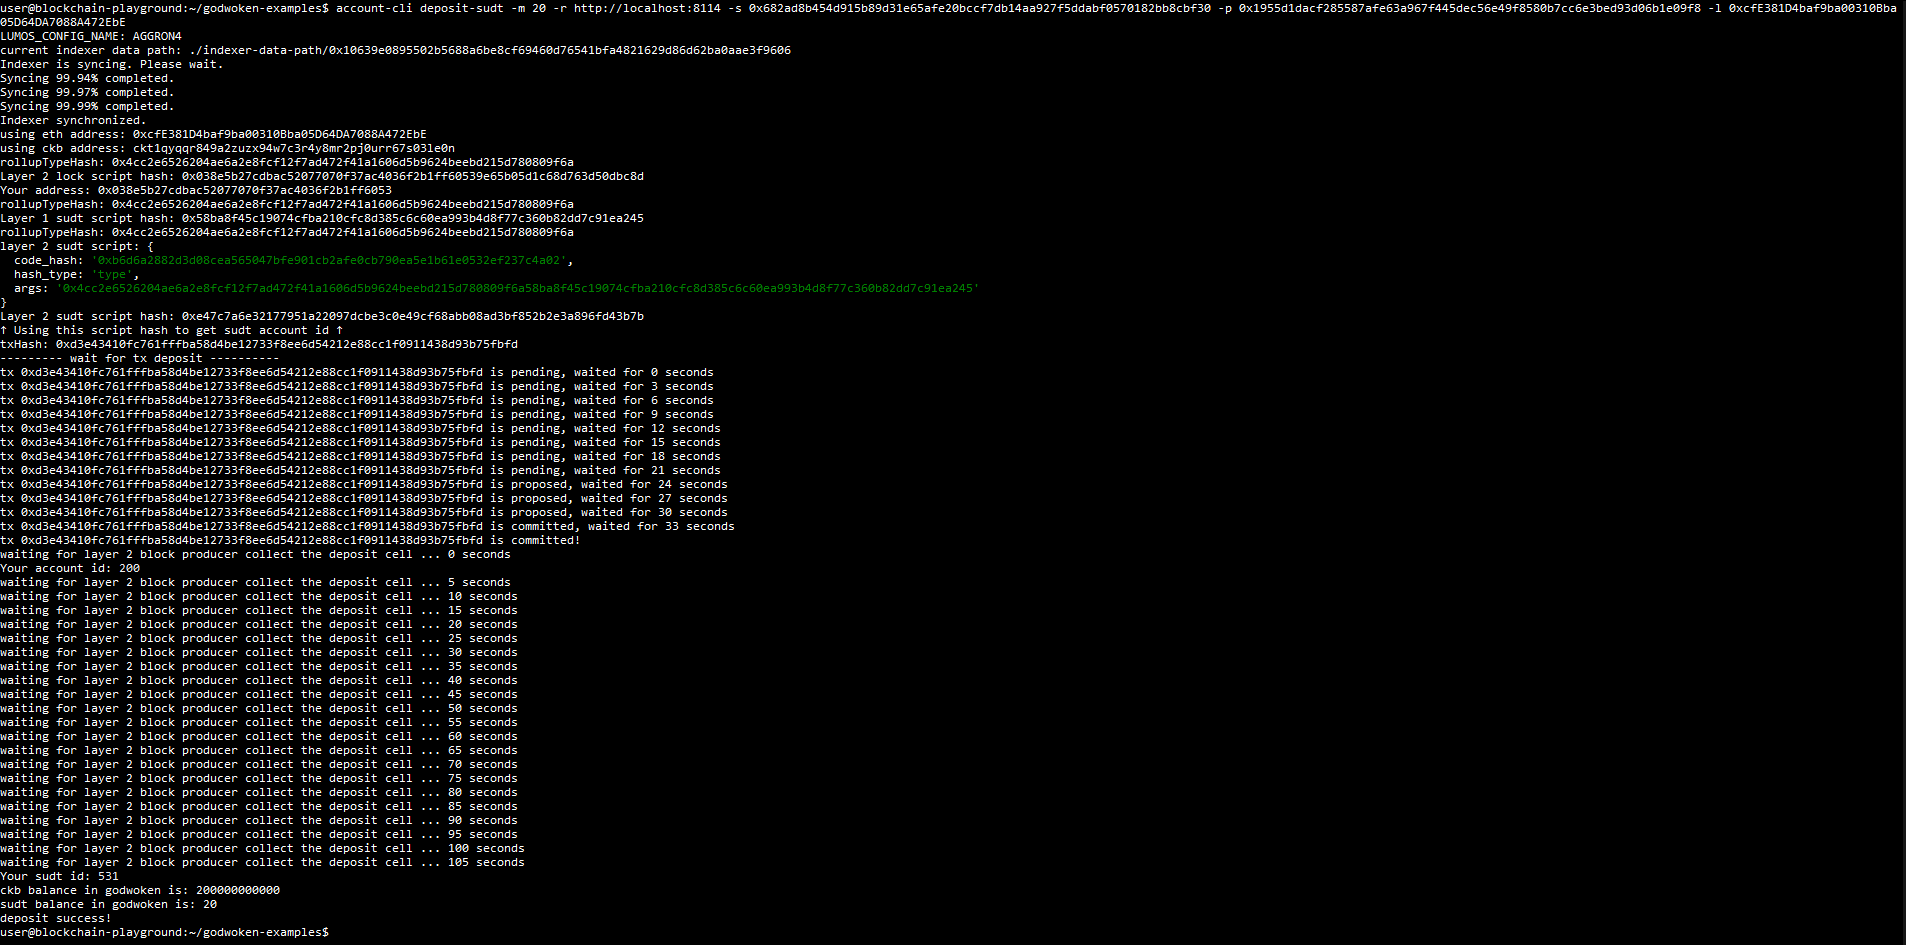 user@blockchain-playground:~/godwoken-examples$ account-cli deposit-sudt -m 20 -r http://localhost:8114 -s 0x682ad8b454d915b89d31e65afe20bccf7db14aa927f5ddabf0570182bb8cbf30 -p 0x1955d1dacf285587afe63a967f445dec56e49f8580b7cc6e3bed93d06b1e09f8 -l 0xcfE381D4baf9ba00310Bba
05D64DA7088A472EbE
LUMOS_CONFIG_NAME: AGGRON4
current indexer data path: ./indexer-data-path/0x10639e0895502b5688a6be8cf69460d76541bfa4821629d86d62ba0aae3f9606
Indexer is syncing. Please wait.
Syncing 99.94% completed.
Syncing 99.97% completed.
Syncing 99.99% completed.
Indexer synchronized.
using eth address: 0xcfE381D4baf9ba00310Bba05D64DA7088A472EbE
using ckb address: ckt1qyqqr849a2zuzx94w7c3r4y8mr2pj0urr67s03le0n
rollupTypeHash: 0x4cc2e6526204ae6a2e8fcf12f7ad472f41a1606d5b9624beebd215d780809f6a
Layer 2 lock script hash: 0x038e5b27cdbac52077070f37ac4036f2b1ff60539e65b05d1c68d763d50dbc8d
Your address: 0x038e5b27cdbac52077070f37ac4036f2b1ff6053
rollupTypeHash: 0x4cc2e6526204ae6a2e8fcf12f7ad472f41a1606d5b9624beebd215d780809f6a
Layer 1 sudt script hash: 0x58ba8f45c19074cfba210cfc8d385c6c60ea993b4d8f77c360b82dd7c91ea245
rollupTypeHash: 0x4cc2e6526204ae6a2e8fcf12f7ad472f41a1606d5b9624beebd215d780809f6a
layer 2 sudt script: {
  code_hash: '0xb6d6a2882d3d08cea565047bfe901cb2afe0cb790ea5e1b61e0532ef237c4a02',
  hash_type: 'type',
  args: '0x4cc2e6526204ae6a2e8fcf12f7ad472f41a1606d5b9624beebd215d780809f6a58ba8f45c19074cfba210cfc8d385c6c60ea993b4d8f77c360b82dd7c91ea245'
}
Layer 2 sudt script hash: 0xe47c7a6e32177951a22097dcbe3c0e49cf68abb08ad3bf852b2e3a896fd43b7b
↑ Using this script hash to get sudt account id ↑
txHash: 0xd3e43410fc761fffba58d4be12733f8ee6d54212e88cc1f0911438d93b75fbfd
--------- wait for tx deposit ----------
tx 0xd3e43410fc761fffba58d4be12733f8ee6d54212e88cc1f0911438d93b75fbfd is pending, waited for 0 seconds
tx 0xd3e43410fc761fffba58d4be12733f8ee6d54212e88cc1f0911438d93b75fbfd is pending, waited for 3 seconds
tx 0xd3e43410fc761fffba58d4be12733f8ee6d54212e88cc1f0911438d93b75fbfd is pending, waited for 6 seconds
tx 0xd3e43410fc761fffba58d4be12733f8ee6d54212e88cc1f0911438d93b75fbfd is pending, waited for 9 seconds
tx 0xd3e43410fc761fffba58d4be12733f8ee6d54212e88cc1f0911438d93b75fbfd is pending, waited for 12 seconds
tx 0xd3e43410fc761fffba58d4be12733f8ee6d54212e88cc1f0911438d93b75fbfd is pending, waited for 15 seconds
tx 0xd3e43410fc761fffba58d4be12733f8ee6d54212e88cc1f0911438d93b75fbfd is pending, waited for 18 seconds
tx 0xd3e43410fc761fffba58d4be12733f8ee6d54212e88cc1f0911438d93b75fbfd is pending, waited for 21 seconds
tx 0xd3e43410fc761fffba58d4be12733f8ee6d54212e88cc1f0911438d93b75fbfd is proposed, waited for 24 seconds
tx 0xd3e43410fc761fffba58d4be12733f8ee6d54212e88cc1f0911438d93b75fbfd is proposed, waited for 27 seconds
tx 0xd3e43410fc761fffba58d4be12733f8ee6d54212e88cc1f0911438d93b75fbfd is proposed, waited for 30 seconds
tx 0xd3e43410fc761fffba58d4be12733f8ee6d54212e88cc1f0911438d93b75fbfd is committed, waited for 33 seconds
tx 0xd3e43410fc761fffba58d4be12733f8ee6d54212e88cc1f0911438d93b75fbfd is committed!
waiting for layer 2 block producer collect the deposit cell ... 0 seconds
Your account id: 200
waiting for layer 2 block producer collect the deposit cell ... 5 seconds
waiting for layer 2 block producer collect the deposit cell ... 10 seconds
waiting for layer 2 block producer collect the deposit cell ... 15 seconds
waiting for layer 2 block producer collect the deposit cell ... 20 seconds
waiting for layer 2 block producer collect the deposit cell ... 25 seconds
waiting for layer 2 block producer collect the deposit cell ... 30 seconds
waiting for layer 2 block producer collect the deposit cell ... 35 seconds
waiting for layer 2 block producer collect the deposit cell ... 40 seconds
waiting for layer 2 block producer collect the deposit cell ... 45 seconds
waiting for layer 2 block producer collect the deposit cell ... 50 seconds
waiting for layer 2 block producer collect the deposit cell ... 55 seconds
waiting for layer 2 block producer collect the deposit cell ... 60 seconds
waiting for layer 2 block producer collect the deposit cell ... 65 seconds
waiting for layer 2 block producer collect the deposit cell ... 70 seconds
waiting for layer 2 block producer collect the deposit cell ... 75 seconds
waiting for layer 2 block producer collect the deposit cell ... 80 seconds
waiting for layer 2 block producer collect the deposit cell ... 85 seconds
waiting for layer 2 block producer collect the deposit cell ... 90 seconds
waiting for layer 2 block producer collect the deposit cell ... 95 seconds
waiting for layer 2 block producer collect the deposit cell ... 100 seconds
waiting for layer 2 block producer collect the deposit cell ... 105 seconds
Your sudt id: 531
ckb balance in godwoken is: 200000000000
sudt balance in godwoken is: 20
deposit success!
user@blockchain-playground:~/godwoken-examples$